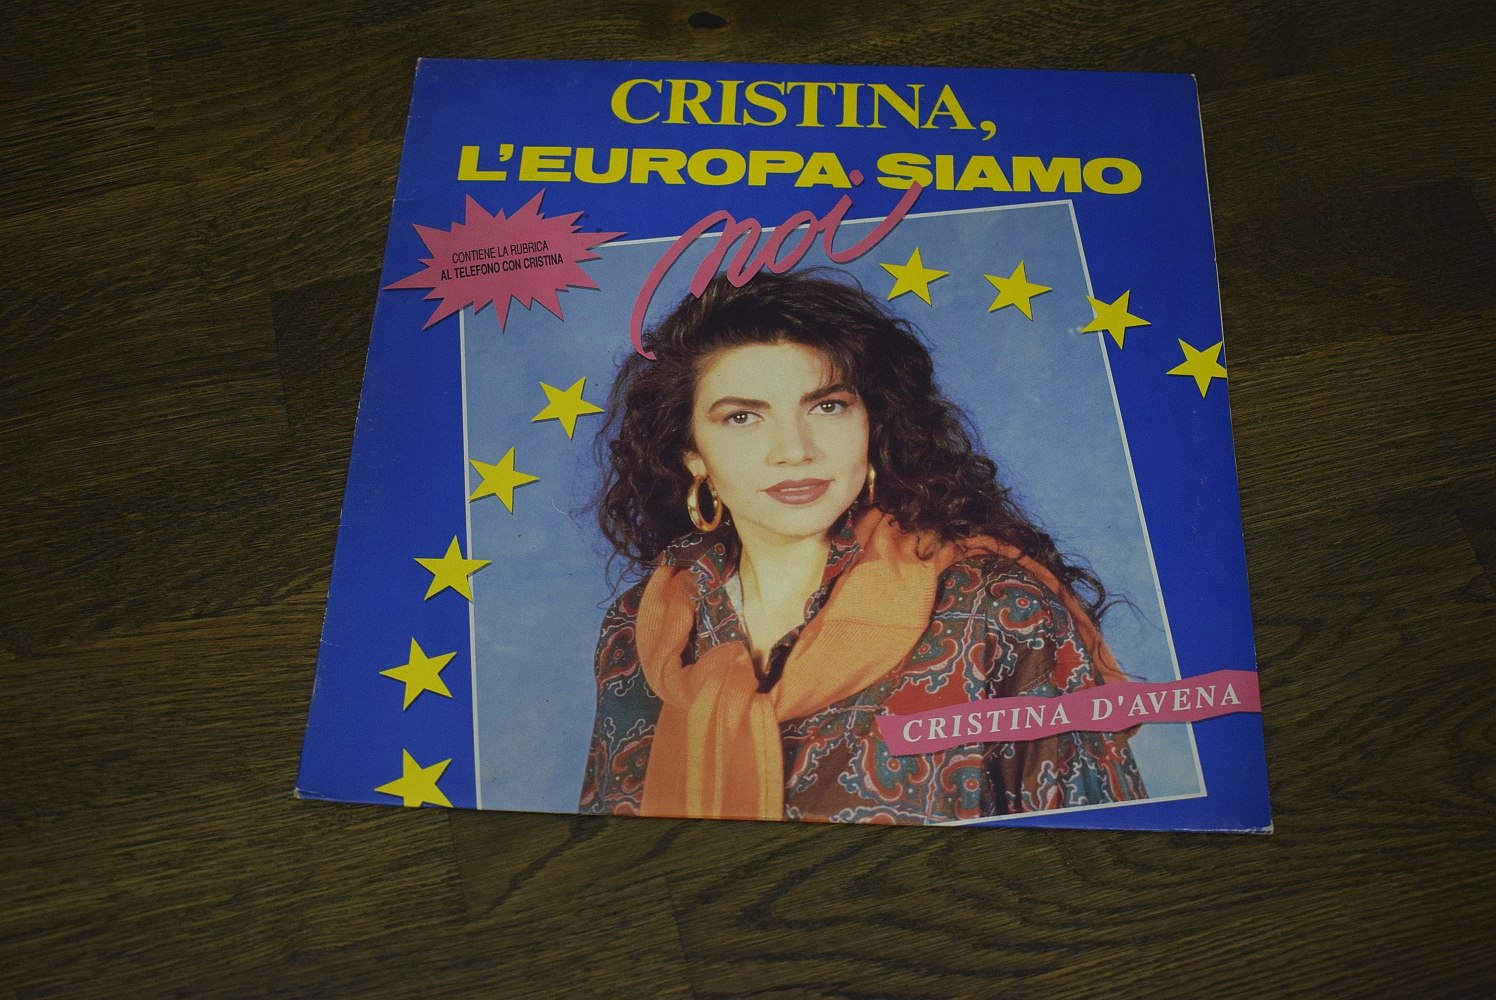 CRISTINA,
L'EUROPA SIAMO
noi
CONTIENE LA RUBRICA
AL TELEFONO CON CRISTINA
CRISTINA D'AVENA